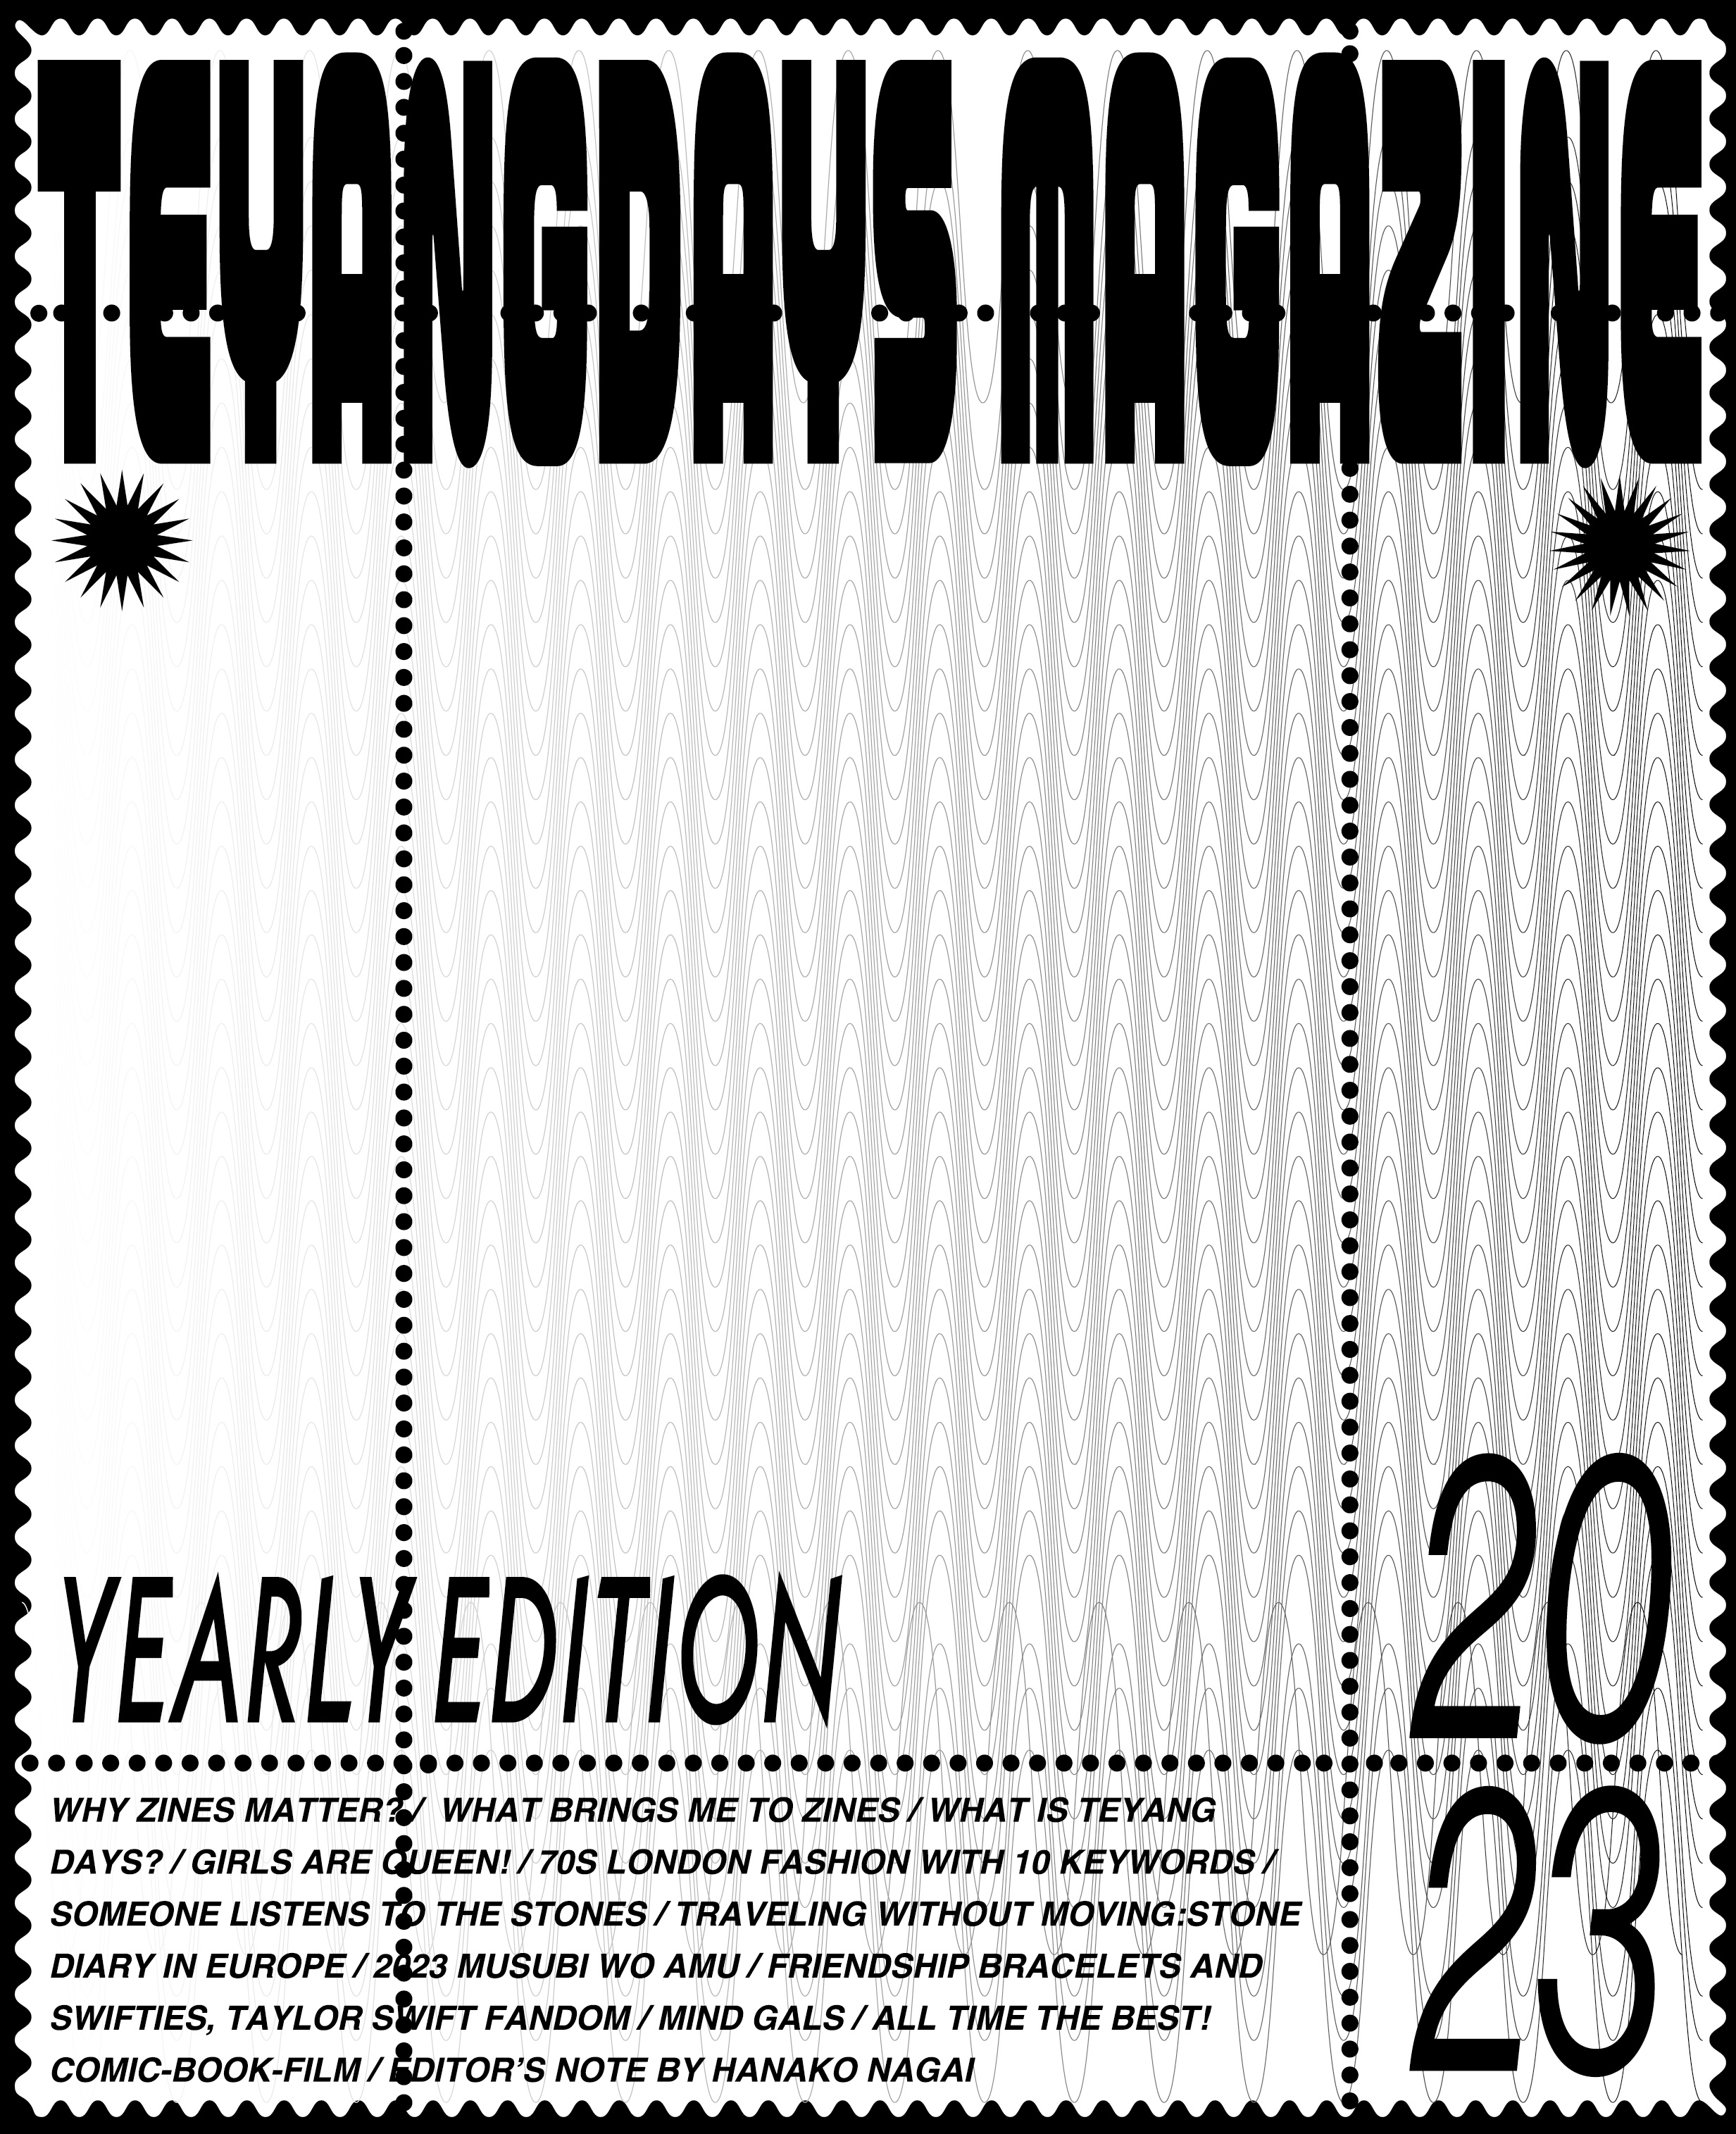 TEYANGDAYS MAGAZINE
YEARLY EDITION
20
23
WHY ZINES MATTER? / WHAT BRINGS ME TO ZINES / WHAT IS TEYANG
DAYS? / GIRLS ARE QUEEN! / 70S LONDON FASHION WITH 10 KEYWORDS /
SOMEONE LISTENS TO THE STONES / TRAVELING WITHOUT MOVING:STONE
DIARY IN EUROPE / 2023 MUSUBI WO AMU / FRIENDSHIP BRACELETS AND
SWIFTIES, TAYLOR SWIFT FANDOM / MIND GALS / ALL TIME THE BEST!
COMIC-BOOK-FILM / EDITOR’S NOTE BY HANAKO NAGAI